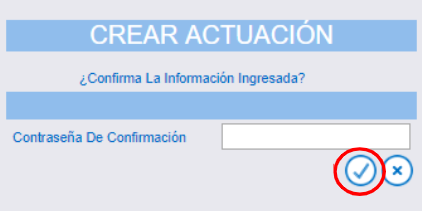 CREAR ACTUACIÓN
¿Confirma La Información Ingresada?
Contraseña De Confirmación